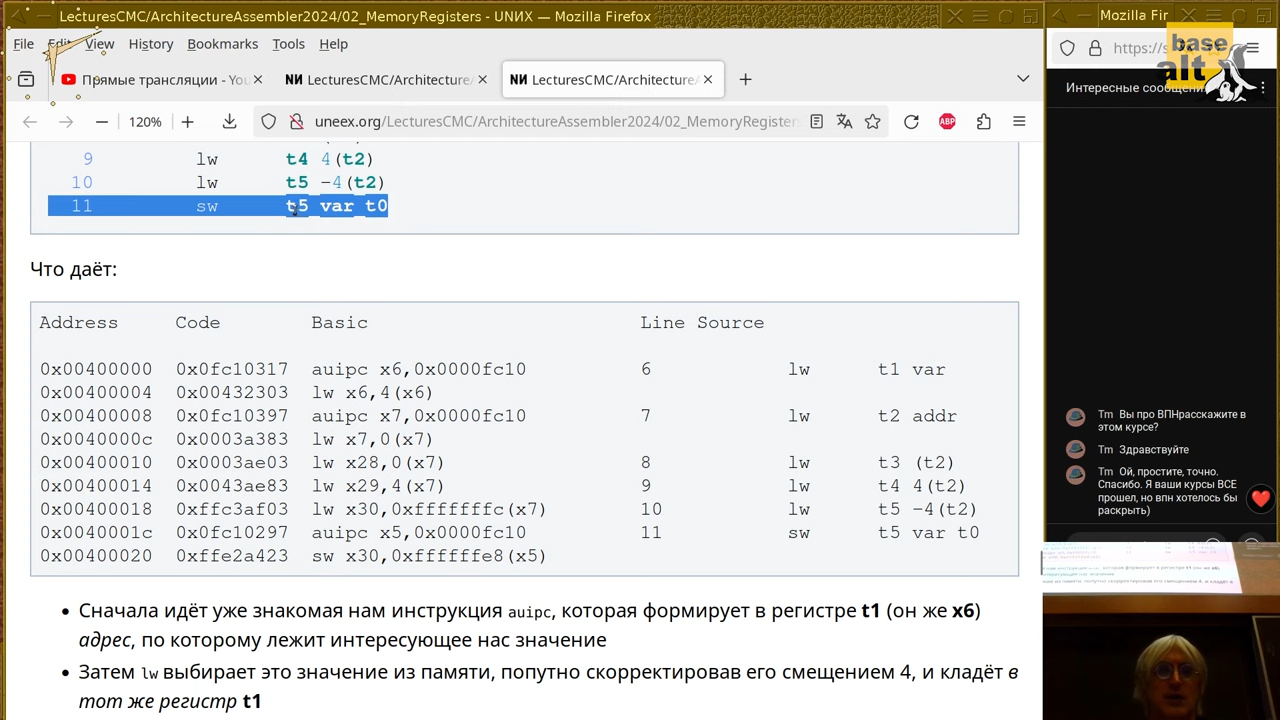 LecturesCMC/ArchitectureAssembler2024/02_MemoryRegisters - UNИX — Mozilla Firefox
File Edit View History Bookmarks Tools Help
Прямые трансляции - You
LecturesCMC/Architecture
LecturesCMC/Architecture
120%
uneex.org/LecturesCMC/ArchitectureAssembler2024/02_MemoryRegisters
ABP
9 lw t4 4(t2)
10 lw t5 -4(t2)
11 sw t5 var t0
Что даёт:
Address Code Basic Line Source
0x00400000 0x0fc10317 auipc x6,0x0000fc10 6 lw t1 var
0x00400004 0x00432303 lw x6,4(x6)
0x00400008 0x0fc10397 auipc x7,0x0000fc10 7 lw t2 addr
0x0040000c 0x0003a383 lw x7,0(x7)
0x00400010 0x0003ae03 lw x28,0(x7) 8 lw t3 (t2)
0x00400014 0x0043ae83 lw x29,4(x7) 9 lw t4 4(t2)
0x00400018 0xffc3af03 lw x30,0xfffffffc(x7) 10 lw t5 -4(t2)
0x0040001c 0x0fc10297 auipc x5,0x0000fc10 11 sw t5 var t0
0x00400020 0xffe2a423 sw x30,0xffffffe8(x5)
Сначала идёт уже знакомая нам инструкция auipc, которая формирует в регистре t1 (он же x6)
адрес, по которому лежит интересующее нас значение
Затем lw выбирает это значение из памяти, попутно скорректировав его смещением 4, и кладёт в
тот же регистр t1
Mozilla Fir
https://s
base
alt
Интересные сообщения
Tm Вы про ВПНрасскажите в
этом курсе?
Tm Здравствуйте
Tm Ой, простите, точно.
Спасибо. Я ваши курсы ВСЕ
прошел, но впн хотелось бы
раскрыть)